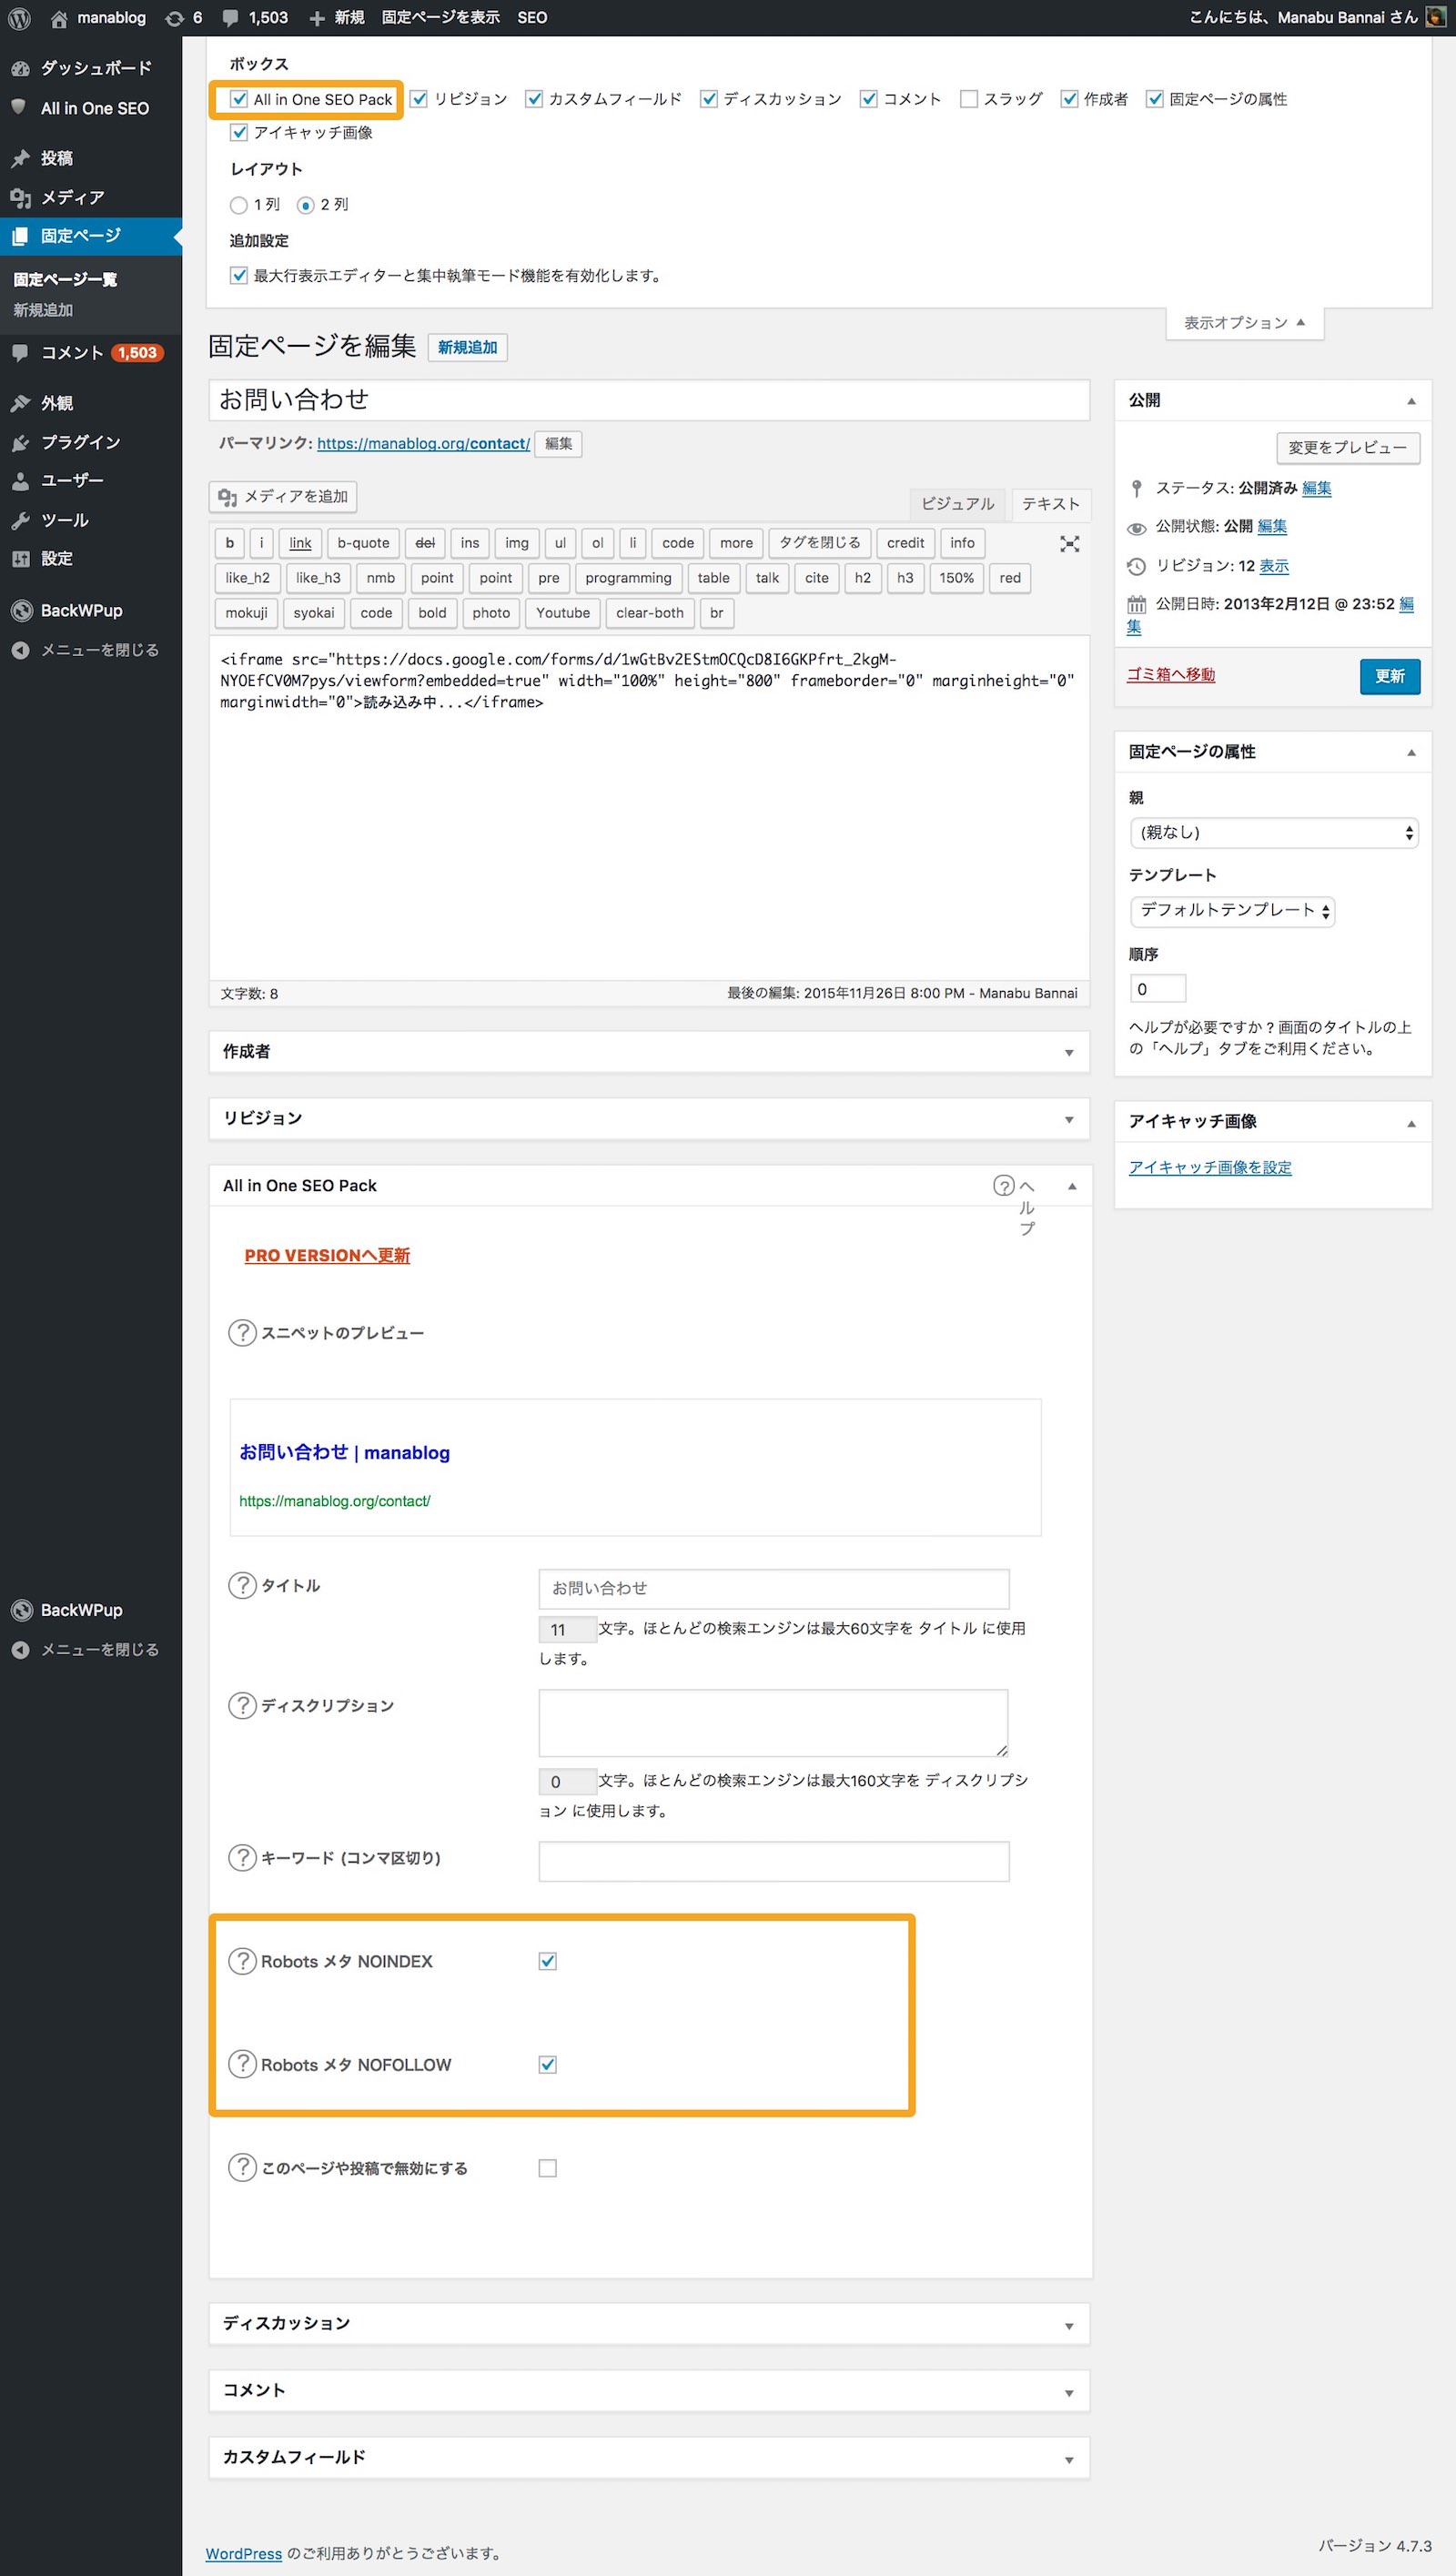 manablog 6 1,503 新規 固定ページを表示 SEO こんにちは、Manabu Bannai さん
ダッシュボード
All in One SEO
投稿
メディア
固定ページ
固定ページ一覧
新規追加
コメント 1,503
外観
プラグイン
ユーザー
ツール
設定
BackWPup
メニューを閉じる
BackWPup
メニューを閉じる
ボックス
All in One SEO Pack リビジョン カスタムフィールド ディスカッション コメント スラッグ 作成者 固定ページの属性
アイキャッチ画像
レイアウト
1 列 2 列
追加設定
最大行表示エディターと集中執筆モード機能を有効化します。
表示オプション
固定ページを編集 新規追加
お問い合わせ
パーマリンク: https://manablog.org/contact/ 編集
メディアを追加 ビジュアル テキスト
b i link b-quote del ins img ul ol li code more タグを閉じる credit info
like_h2 like_h3 nmb point point pre programming table talk cite h2 h3 150% red
mokuji syokai code bold photo Youtube clear-both br
<iframe src="https://docs.google.com/forms/d/1wGtBv2EStmOCQcD8I6GKPfrt_2kgM-
NYOEfCV0M7pys/viewform?embedded=true" width="100%" height="800" frameborder="0" marginheight="0"
marginwidth="0">読み込み中...</iframe>
文字数: 8 最後の編集: 2015年11月26日 8:00 PM - Manabu Bannai
作成者
リビジョン
All in One SEO Pack ? ヘ
ル
プ
PRO VERSIONへ更新
? スニペットのプレビュー
お問い合わせ | manablog
https://manablog.org/contact/
? タイトル お問い合わせ
11 文字。ほとんどの検索エンジンは最大60文字を タイトル に使用
します。
? ディスクリプション
0 文字。ほとんどの検索エンジンは最大160文字を ディスクリプシ
ョン に使用します。
? キーワード (コンマ区切り)
? Robots メタ NOINDEX
? Robots メタ NOFOLLOW
? このページや投稿で無効にする
ディスカッション
コメント
カスタムフィールド
公開
変更をプレビュー
ステータス: 公開済み 編集
公開状態: 公開 編集
リビジョン: 12 表示
公開日時: 2013年2月12日 @ 23:52 編
集
ゴミ箱へ移動 更新
固定ページの属性
親
(親なし)
テンプレート
デフォルトテンプレート
順序
0
ヘルプが必要ですか ? 画面のタイトルの上
の「ヘルプ」タブをご利用ください。
アイキャッチ画像
アイキャッチ画像を設定
WordPress のご利用ありがとうございます。 バージョン 4.7.3